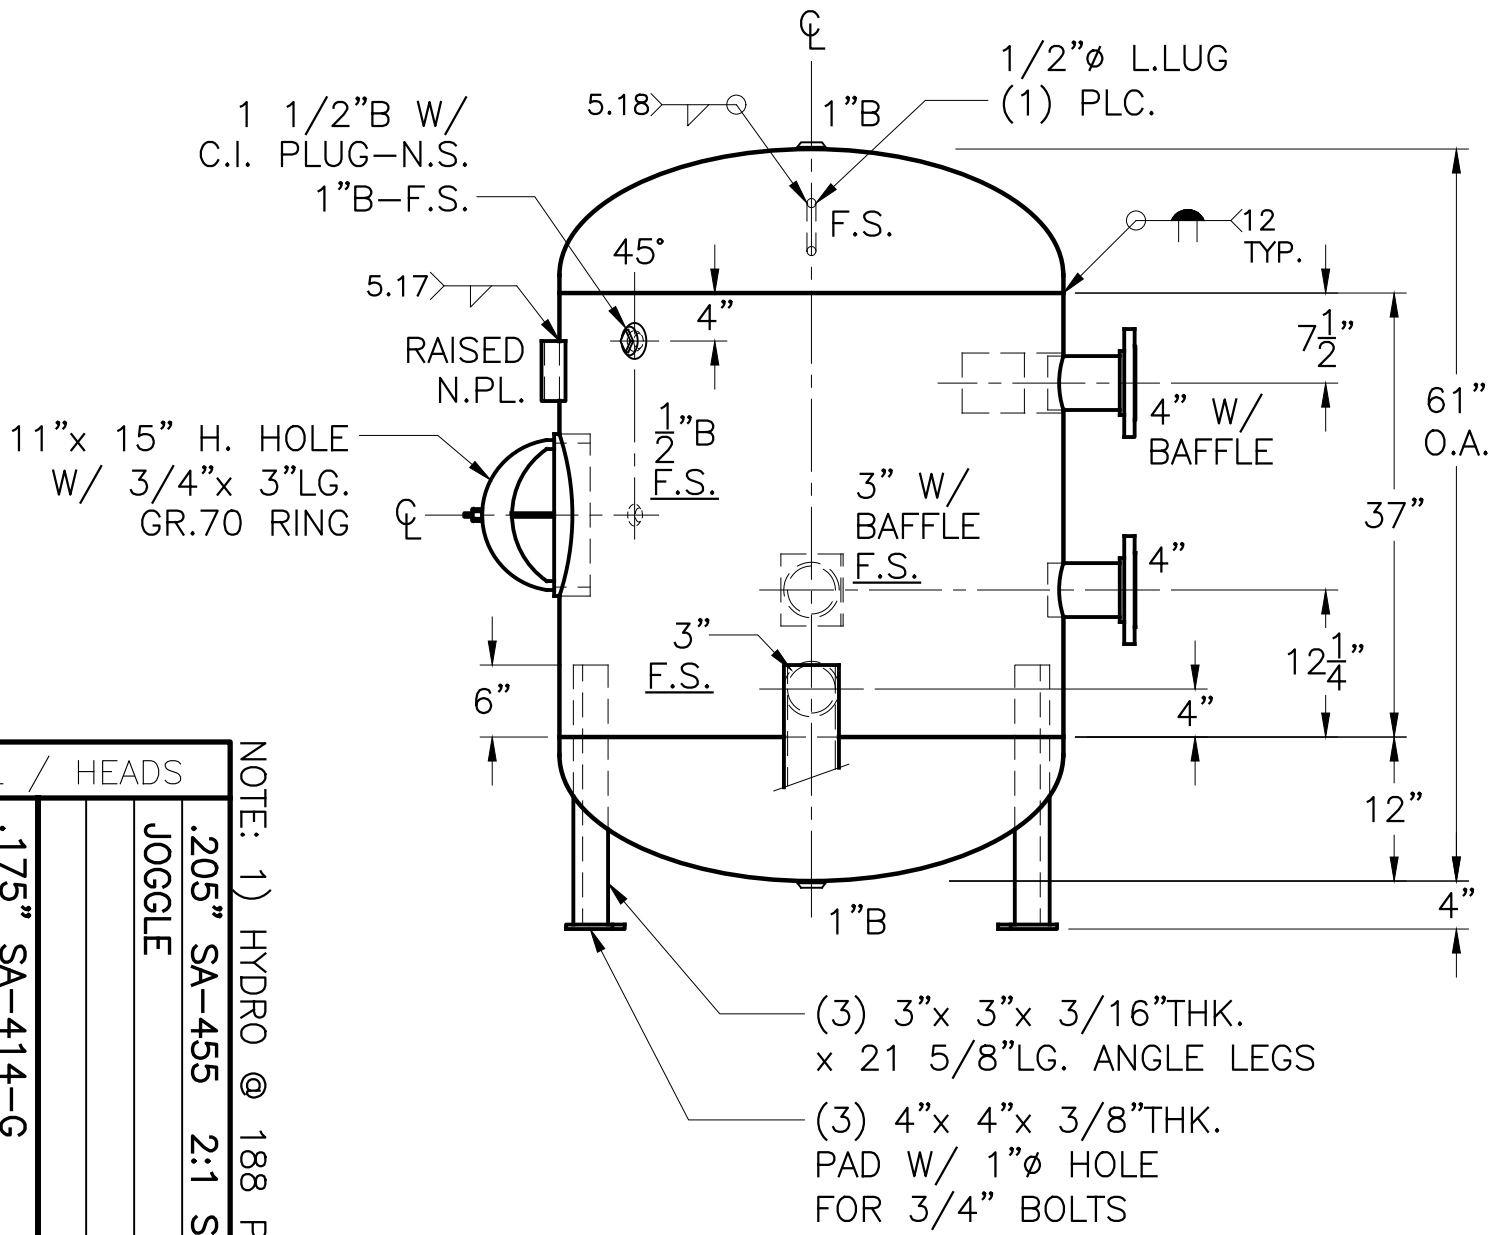 ℄
1/2"ø L.LUG
(1) PLC.
1 1/2"B W/
C.I. PLUG-N.S.
1"B-F.S.
5.18
1"B
F.S.
12
TYP.
45°
5.17
4"
7 1/2"
RAISED
N.PL.
61"
O.A.
4" W/
BAFFLE
11"x 15" H. HOLE
W/ 3/4"x 3"LG.
GR.70 RING
℄
1/2"B
F.S.
3" W/
BAFFLE
F.S.
37"
4"
3"
F.S.
12 1/4"
6"
4"
12"
4"
1"B
(3) 3"x 3"x 3/16"THK.
x 21 5/8"LG. ANGLE LEGS
(3) 4"x 4"x 3/8"THK.
PAD W/ 1"ø HOLE
FOR 3/4" BOLTS
/ HEADS
NOTE: 1) HYDRO @ 188
.205" SA-455 2:1
JOGGLE
.175" SA-414-G